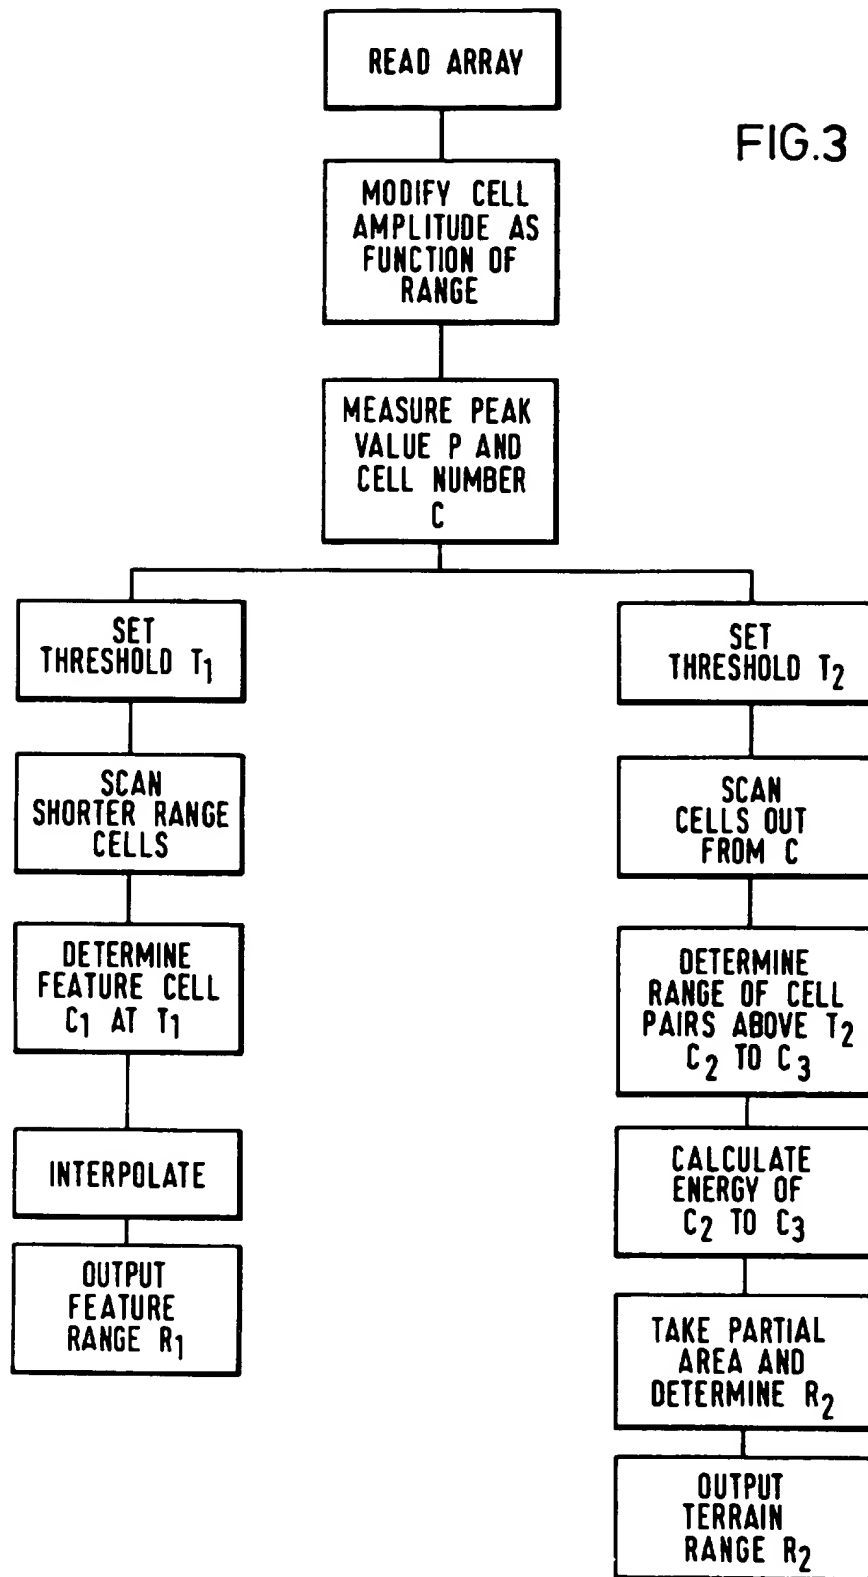 READ ARRAY
FIG.3
MODIFY CELL
AMPLITUDE AS
FUNCTION OF
RANGE
MEASURE PEAK
VALUE P AND
CELL NUMBER
C
SET
THRESHOLD T1
SCAN
SHORTER RANGE
CELLS
DETERMINE
FEATURE CELL
C1 AT T1
INTERPOLATE
OUTPUT
FEATURE
RANGE R1
SET
THRESHOLD T2
SCAN
CELLS OUT
FROM C
DETERMINE
RANGE OF CELL
PAIRS ABOVE T2
C2 TO C3
CALCULATE
ENERGY OF
C2 TO C3
TAKE PARTIAL
AREA AND
DETERMINE R2
OUTPUT
TERRAIN
RANGE R2